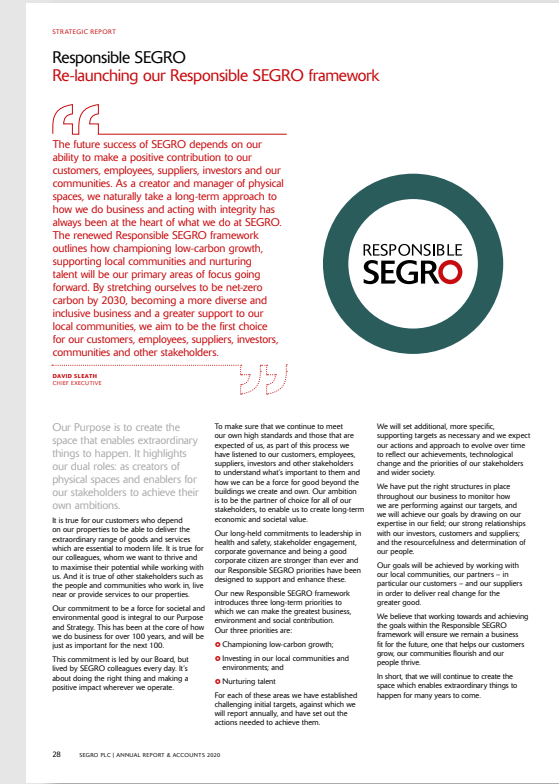 STRATEGIC REPORT
Responsible SEGRO
Re-launching our Responsible SEGRO framework
The future success of SEGRO depends on our
ability to make a positive contribution to our
customers, employees, suppliers, investors and our
communities. As a creator and manager of physical
spaces, we naturally take a long-term approach to
how we do business and acting with integrity has
always been at the heart of what we do at SEGRO.
The renewed Responsible SEGRO framework
outlines how championing low-carbon growth,
supporting local communities and nurturing
talent will be our primary areas of focus going
forward. By stretching ourselves to be net-zero
carbon by 2030, becoming a more diverse and
inclusive business and a greater support to our
local communities, we aim to be the first choice
for our customers, employees, suppliers, investors,
communities and other stakeholders.
DAVID SLEATH
CHIEF EXECUTIVE
RESPONSIBLE
SEGRO
Our Purpose is to create the
space that enables extraordinary
things to happen. It highlights
our dual roles: as creators of
physical spaces and enablers for
our stakeholders to achieve their
own ambitions.
It is true for our customers who depend
on our properties to be able to deliver the
extraordinary range of goods and services
which are essential to modern life. It is true for
our colleagues, whom we want to thrive and
to maximise their potential while working with
us. And it is true of other stakeholders such as
the people and communities who work in, live
near or provide services to our properties.
Our commitment to be a force for societal and
environmental good is integral to our Purpose
and Strategy. This has been at the core of how
we do business for over 100 years, and will be
just as important for the next 100.
This commitment is led by our Board, but
lived by SEGRO colleagues every day. It's
about doing the right thing and making a
positive impact wherever we operate.
To make sure that we continue to meet
our own high standards and those that are
expected of us, as part of this process we
have listened to our customers, employees,
suppliers, investors and other stakeholders
to understand what's important to them and
how we can be a force for good beyond the
buildings we create and own. Our ambition
is to be the partner of choice for all of our
stakeholders, to enable us to create long-term
economic and societal value.
Our long-held commitments to leadership in
health and safety, stakeholder engagement,
corporate governance and being a good
corporate citizen are stronger than ever and
our Responsible SEGRO priorities have been
designed to support and enhance these.
Our new Responsible SEGRO framework
introduces three long-term priorities to
which we can make the greatest business,
environment and social contribution.
Our three priorities are:
Championing low-carbon growth;
Investing in our local communities and
environments; and
Nurturing talent
For each of these areas we have established
challenging initial targets, against which we
will report annually, and have set out the
actions needed to achieve them.
We will set additional, more specific,
supporting targets as necessary and we expect
our actions and approach to evolve over time
to reflect our achievements, technological
change and the priorities of our stakeholders
and wider society.
We have put the right structures in place
throughout our business to monitor how
we are performing against our targets, and
we will achieve our goals by drawing on our
expertise in our field; our strong relationships
with our investors, customers and suppliers;
and the resourcefulness and determination of
our people.
Our goals will be achieved by working with
our local communities, our partners – in
particular our customers – and our suppliers
in order to deliver real change for the
greater good.
We believe that working towards and achieving
the goals within the Responsible SEGRO
framework will ensure we remain a business
fit for the future, one that helps our customers
grow, our communities flourish and our
people thrive.
In short, that we will continue to create the
space which enables extraordinary things to
happen for many years to come.
28 SEGRO PLC | ANNUAL REPORT & ACCOUNTS 2020